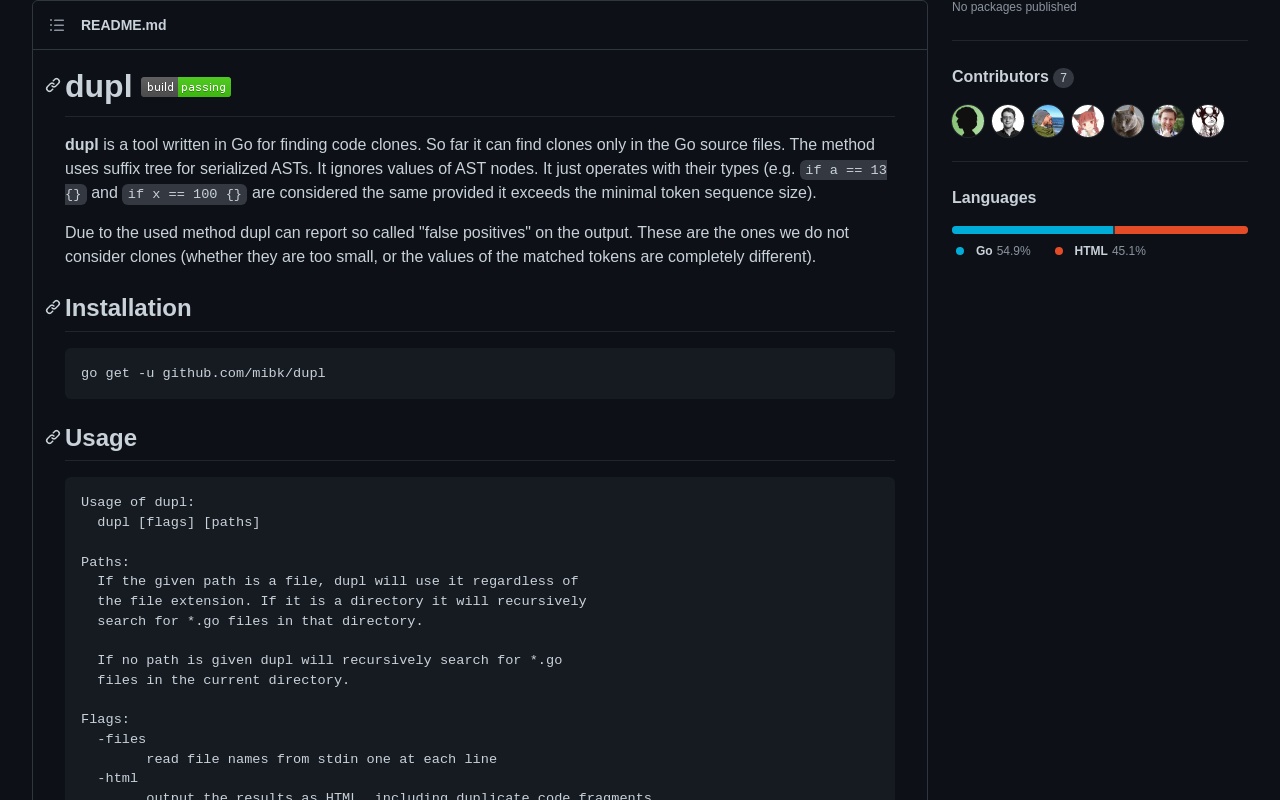 No packages published
README.md
dupl build passing
Contributors 7
dupl is a tool written in Go for finding code clones. So far it can find clones only in the Go source files. The method
uses suffix tree for serialized ASTs. It ignores values of AST nodes. It just operates with their types (e.g. if a == 13
{} and if x == 100 {} are considered the same provided it exceeds the minimal token sequence size).
Due to the used method dupl can report so called "false positives" on the output. These are the ones we do not
consider clones (whether they are too small, or the values of the matched tokens are completely different).
Languages
Go 54.9% HTML 45.1%
Installation
go get -u github.com/mibk/dupl
Usage
Usage of dupl:
  dupl [flags] [paths]
Paths:
  If the given path is a file, dupl will use it regardless of
  the file extension. If it is a directory it will recursively
  search for *.go files in that directory.
  If no path is given dupl will recursively search for *.go
  files in the current directory.
Flags:
  -files
        read file names from stdin one at each line
  -html
        output the results as HTML, including duplicate code fragments